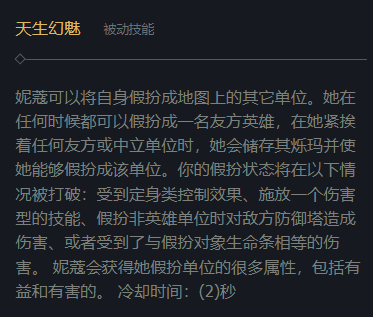 天生幻魅 被动技能
妮蔻可以将自身假扮成地图上的其它单位。她在
任何时候都可以假扮成一名友方英雄，在她紧挨
着任何友方或中立单位时，她会储存其烁玛并使
她能够假扮成该单位。你的假扮状态将在以下情
况被打破：受到定身类控制效果、施放一个伤害
型的技能、假扮非英雄单位时对敌方防御塔造成
伤害、或者受到了与假扮对象生命条相等的伤
害。 妮蔻会获得她假扮单位的很多属性，包括有
益和有害的。 冷却时间：(2)秒